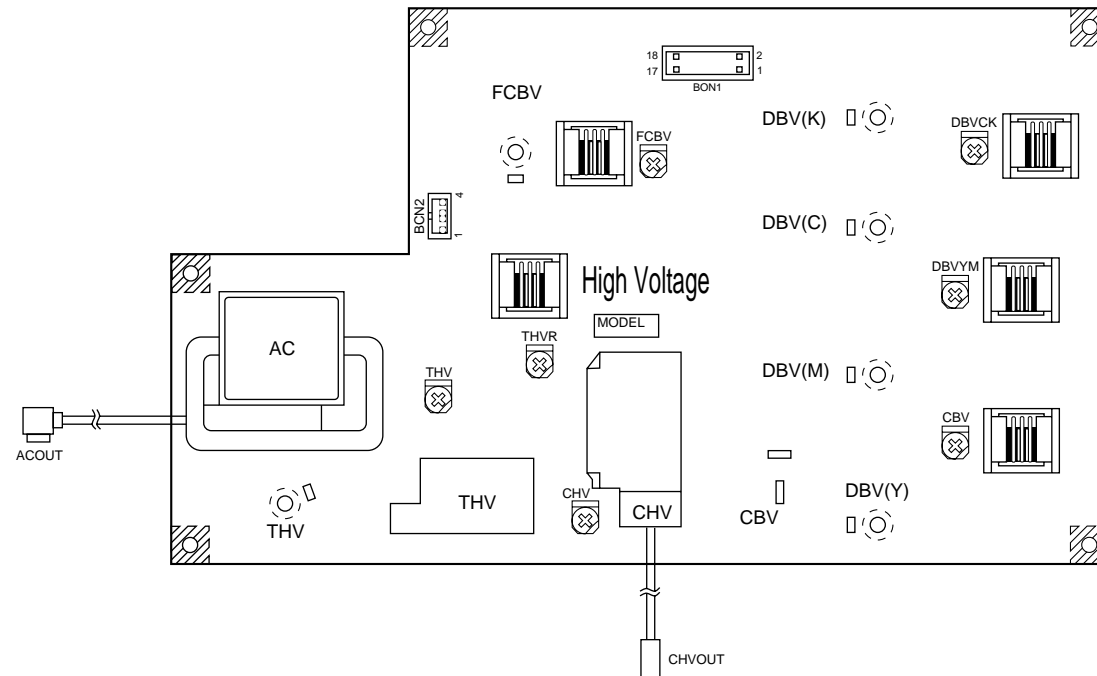 18
2
17
1
BON1
FCBV
DBV(K)
DBVCK
FCBV
BCN2
4
1
DBV(C)
DBVYM
High Voltage
MODEL
THVR
AC
THV
DBV(M)
CBV
ACOUT
THV
CHV
CHV
CBV
DBV(Y)
THV
CHVOUT